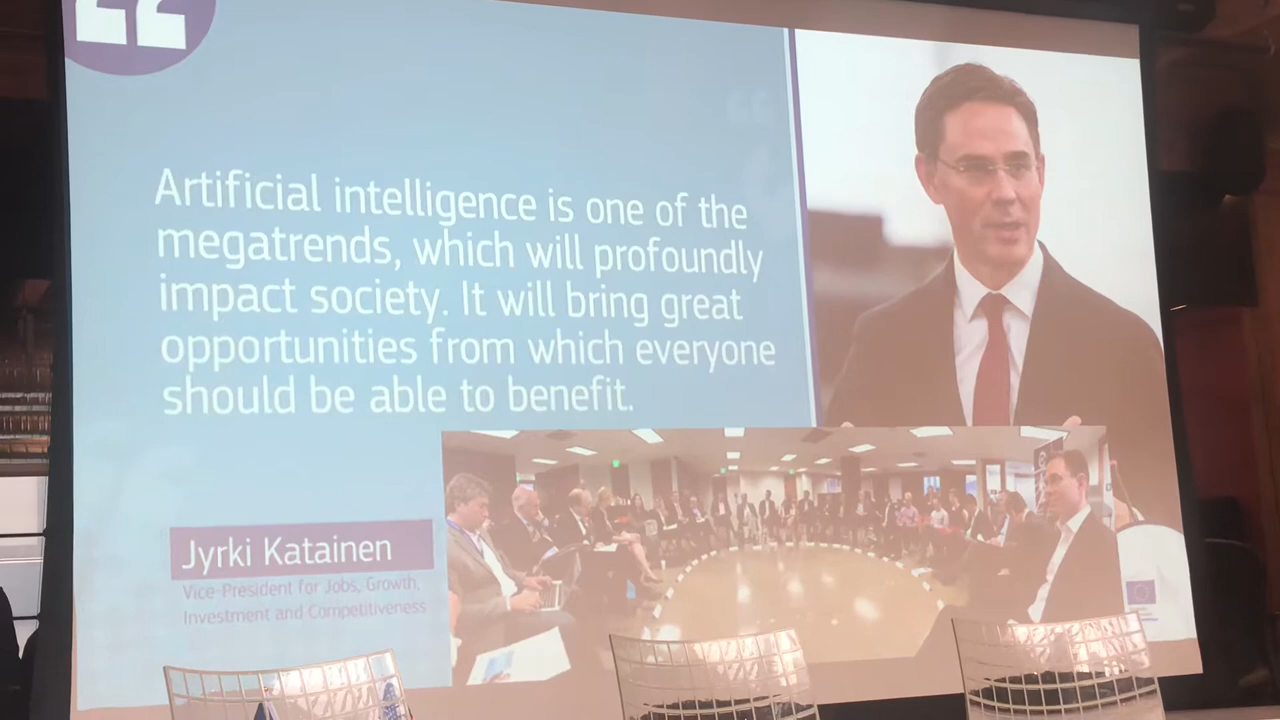 Artificial intelligence is one of the
megatrends, which will profoundly
impact society. It will bring great
opportunities from which everyone
should be able to benefit.
Jyrki Katainen
Vice-President for Jobs, Growth,
Investment and Competitiveness